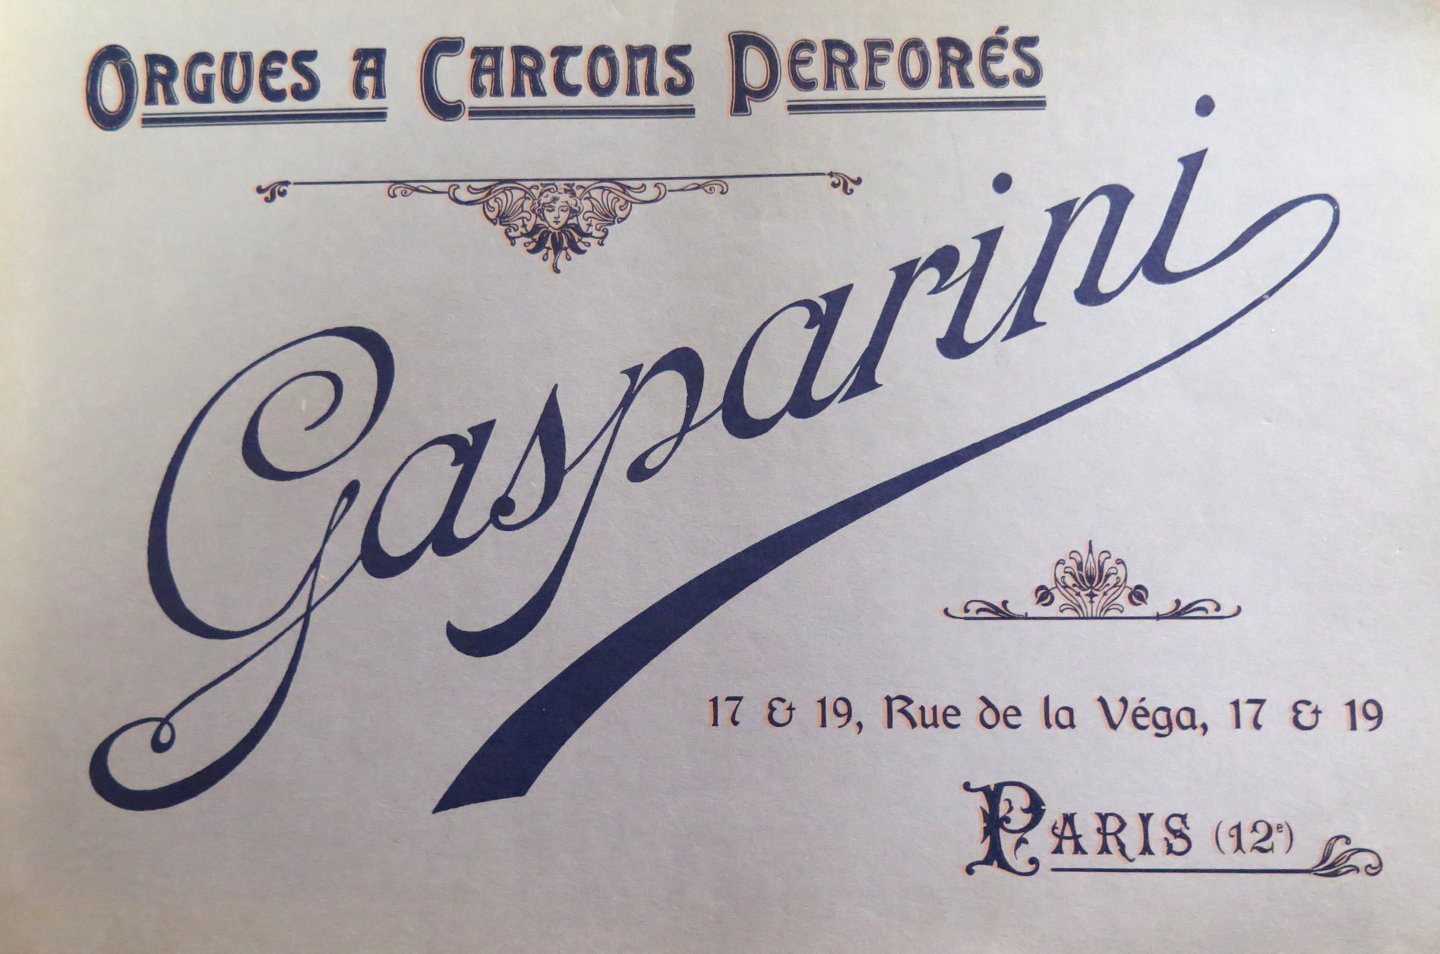 ORGUES A CARTONS PERFORÉS
Gasparini
17 & 19, Rue de la Véga, 17 & 19
PARIS (12e)